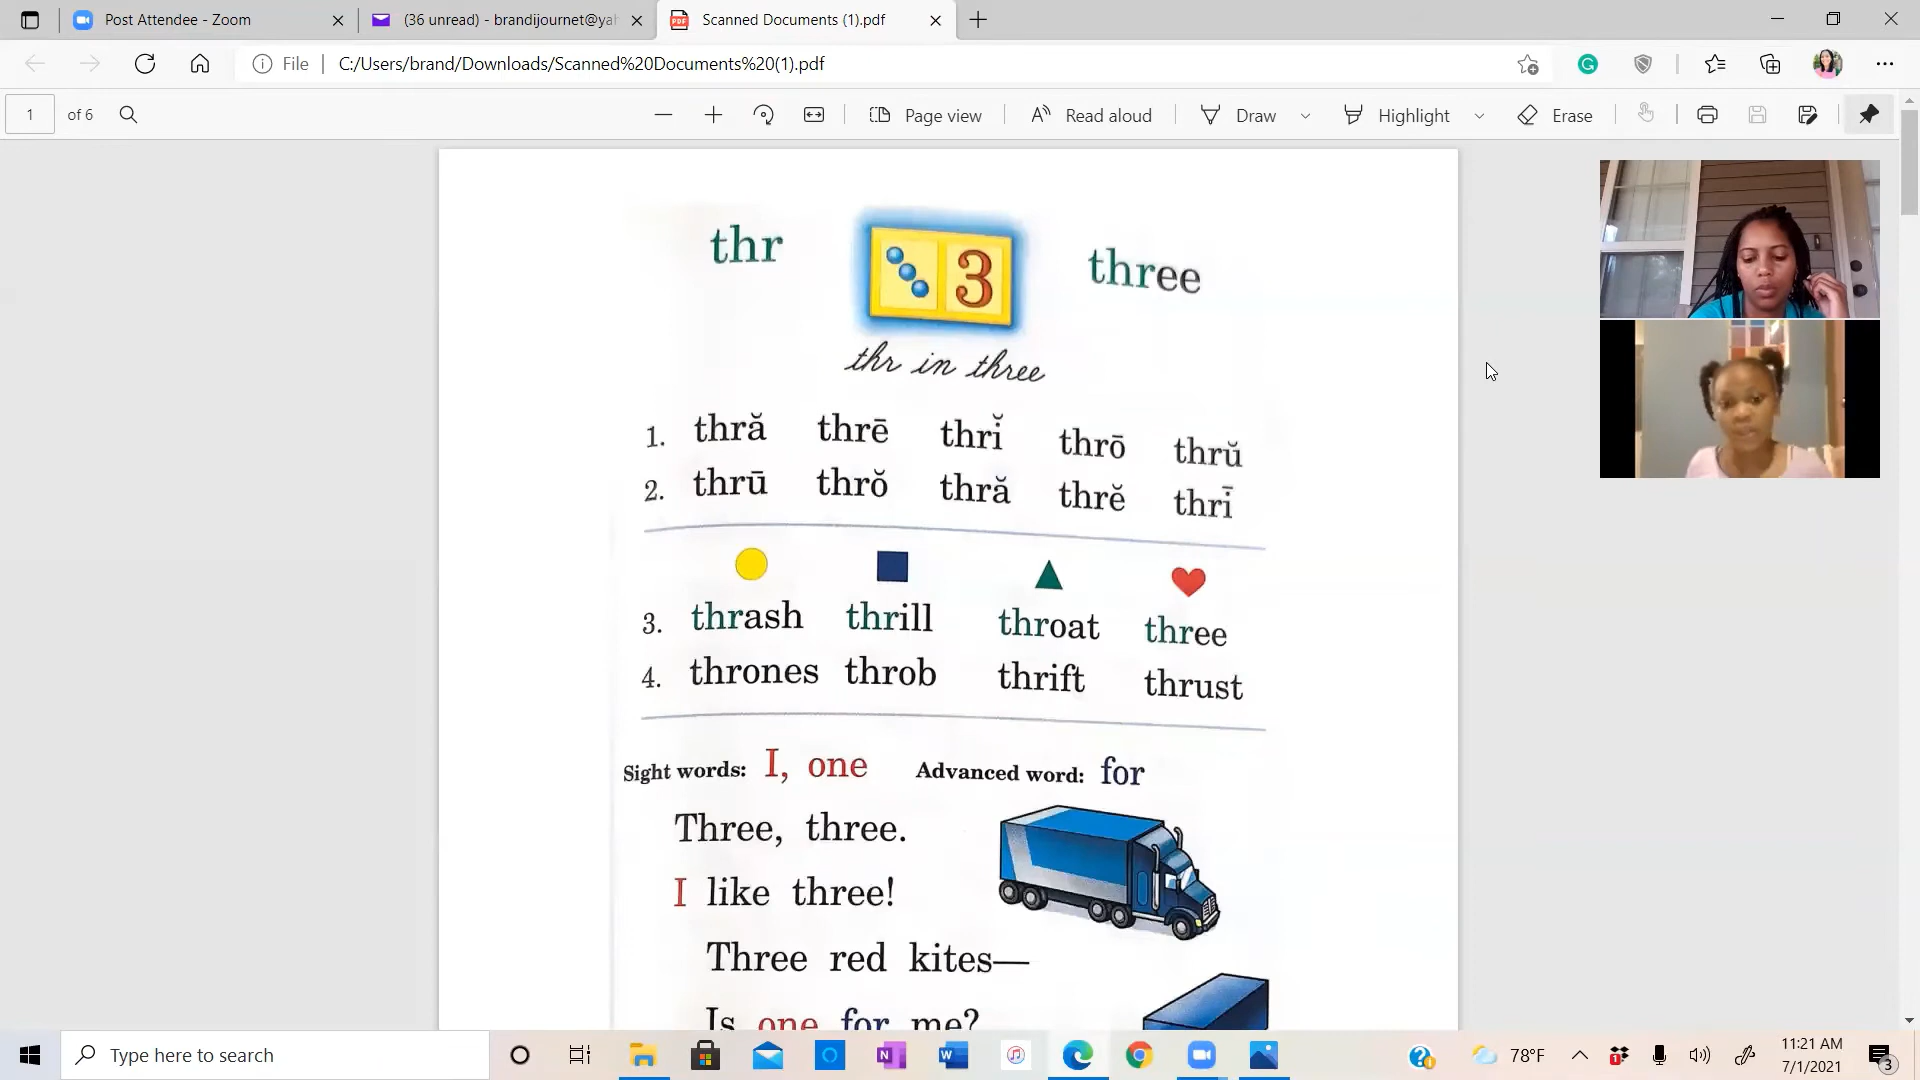 Post Attendee - Zoom
(36 unread) - brandijournet@ya
Scanned Documents (1).pdf
File
C:/Users/brand/Downloads/Scanned%20Documents%20(1).pdf
1 of 6
Page view
Read aloud
Draw
Highlight
Erase
thr 3 three
thr in three
1. thră thrē thrĭ thrō thrŭ
2. thrū thrŏ thră thrĕ thrī
3. thrash thrill throat three
4. thrones throb thrift thrust
Sight words: I, one Advanced word: for
Three, three.
I like three!
Three red kites—
Is one for me?
Type here to search
78°F
11:21 AM
7/1/2021
3